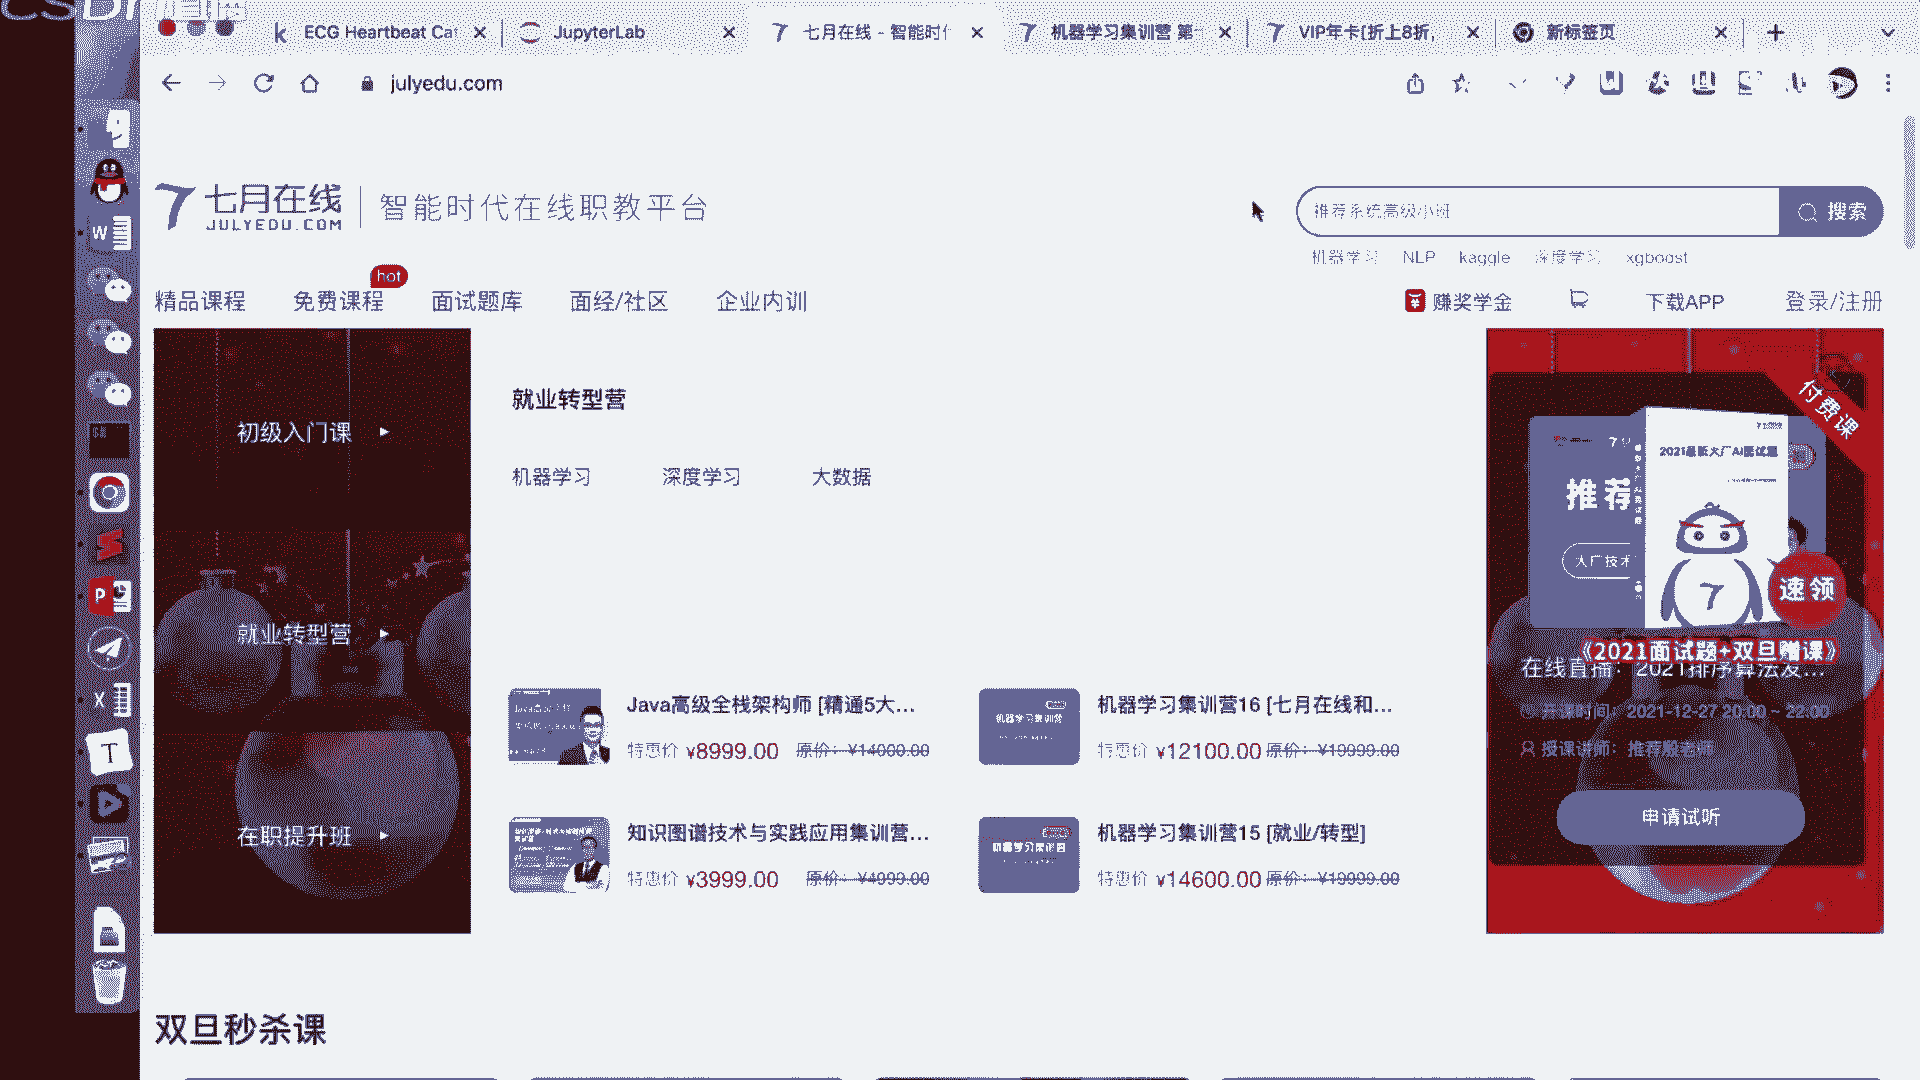 ECG Heartbeat Cat
JupyterLab
七月在线 - 智能时代
机器学习集训营 第
VIP年卡[折上8折,
新标签页
julyedu.com
七月在线
JULYEDU.COM
智能时代在线职教平台
推荐系统高级小班
搜索
机器学习 NLP kaggle 深度学习 xgboost
hot
精品课程 免费课程 面试题库 面经/社区 企业内训
赚奖学金 下载APP 登录/注册
初级入门课
就业转型营
在职提升班
就业转型营
机器学习 深度学习 大数据
Java高级全栈架构师 [精通5大...
特惠价 ¥8999.00 原价：¥14000.00
机器学习集训营16 [七月在线和...
特惠价 ¥12100.00 原价：¥19999.00
知识图谱技术与实践应用集训营...
特惠价 ¥3999.00 原价：¥4999.00
机器学习集训营15 [就业/转型]
特惠价 ¥14600.00 原价：¥19999.00
付费课
2021最新大厂AI面试题
推荐
大厂技术
速领
《2021面试题+双旦赠课》
在线直播：2021排序算法发...
开课时间：2021-12-27 20:00 ~ 22:00
授课讲师：推荐殷老师
申请试听
双旦秒杀课